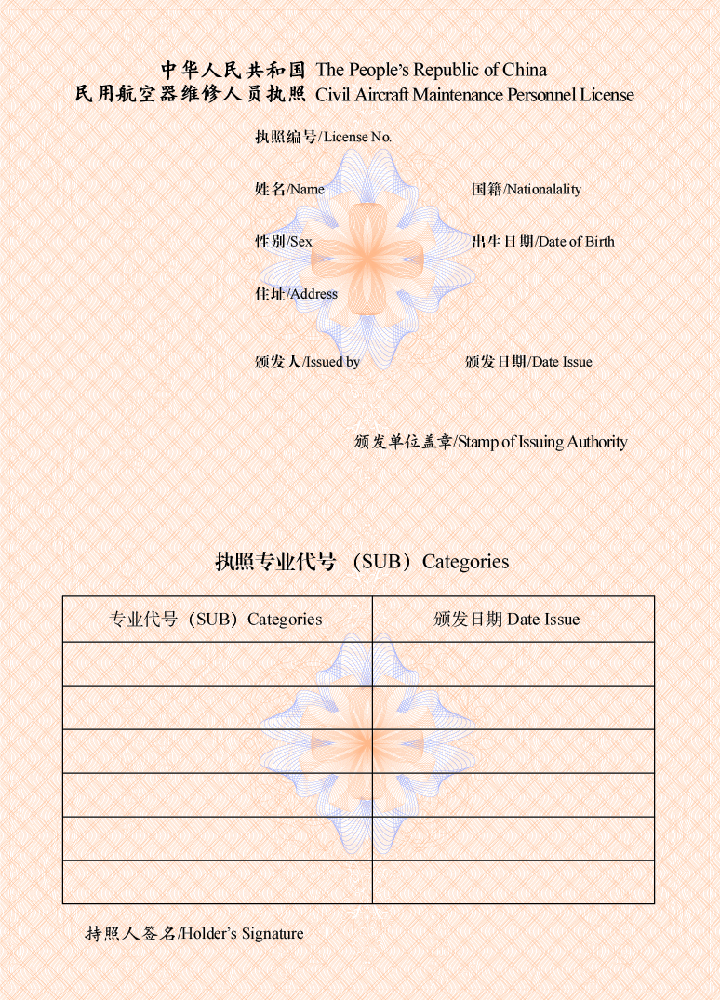 中华人民共和国 The People's Republic of China
民用航空器维修人员执照 Civil Aircraft Maintenance Personnel License
执照编号/License No.
姓名/Name 国籍/Nationalality
性别/Sex 出生日期/Date of Birth
住址/Address
颁发人/Issued by 颁发日期/Date Issue
颁发单位盖章/Stamp of Issuing Authority
执照专业代号 （SUB）Categories
专业代号（SUB）Categories 颁发日期 Date Issue
持照人签名/Holder's Signature